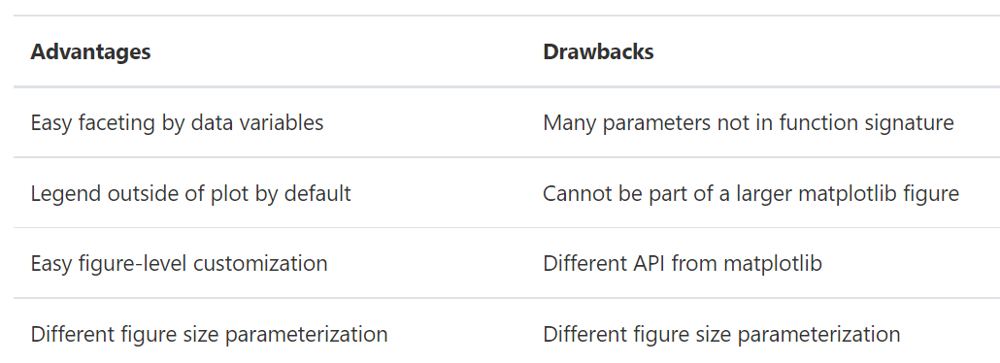 Advantages Drawbacks
Easy faceting by data variables Many parameters not in function signature
Legend outside of plot by default Cannot be part of a larger matplotlib figure
Easy figure-level customization Different API from matplotlib
Different figure size parameterization Different figure size parameterization